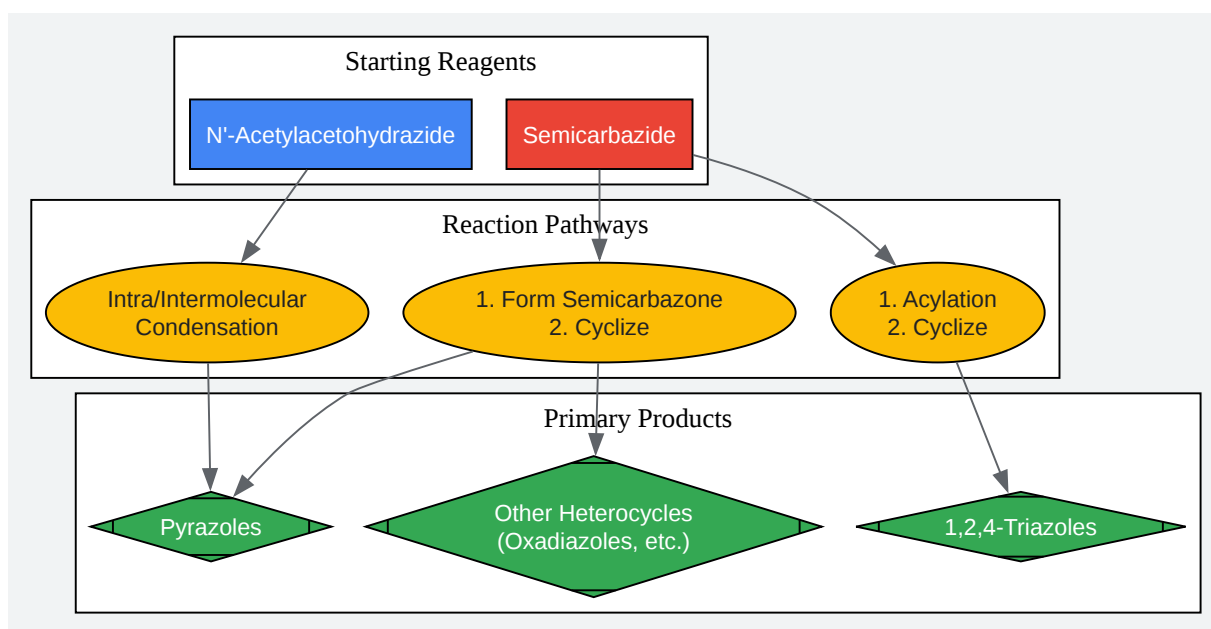 Starting Reagents
N'-Acetylacetohydrazide
Semicarbazide
Reaction Pathways
Intra/Intermolecular
Condensation
1. Form Semicarbazone
2. Cyclize
1. Acylation
2. Cyclize
Primary Products
Pyrazoles
Other Heterocycles
(Oxadiazoles, etc.)
1,2,4-Triazoles